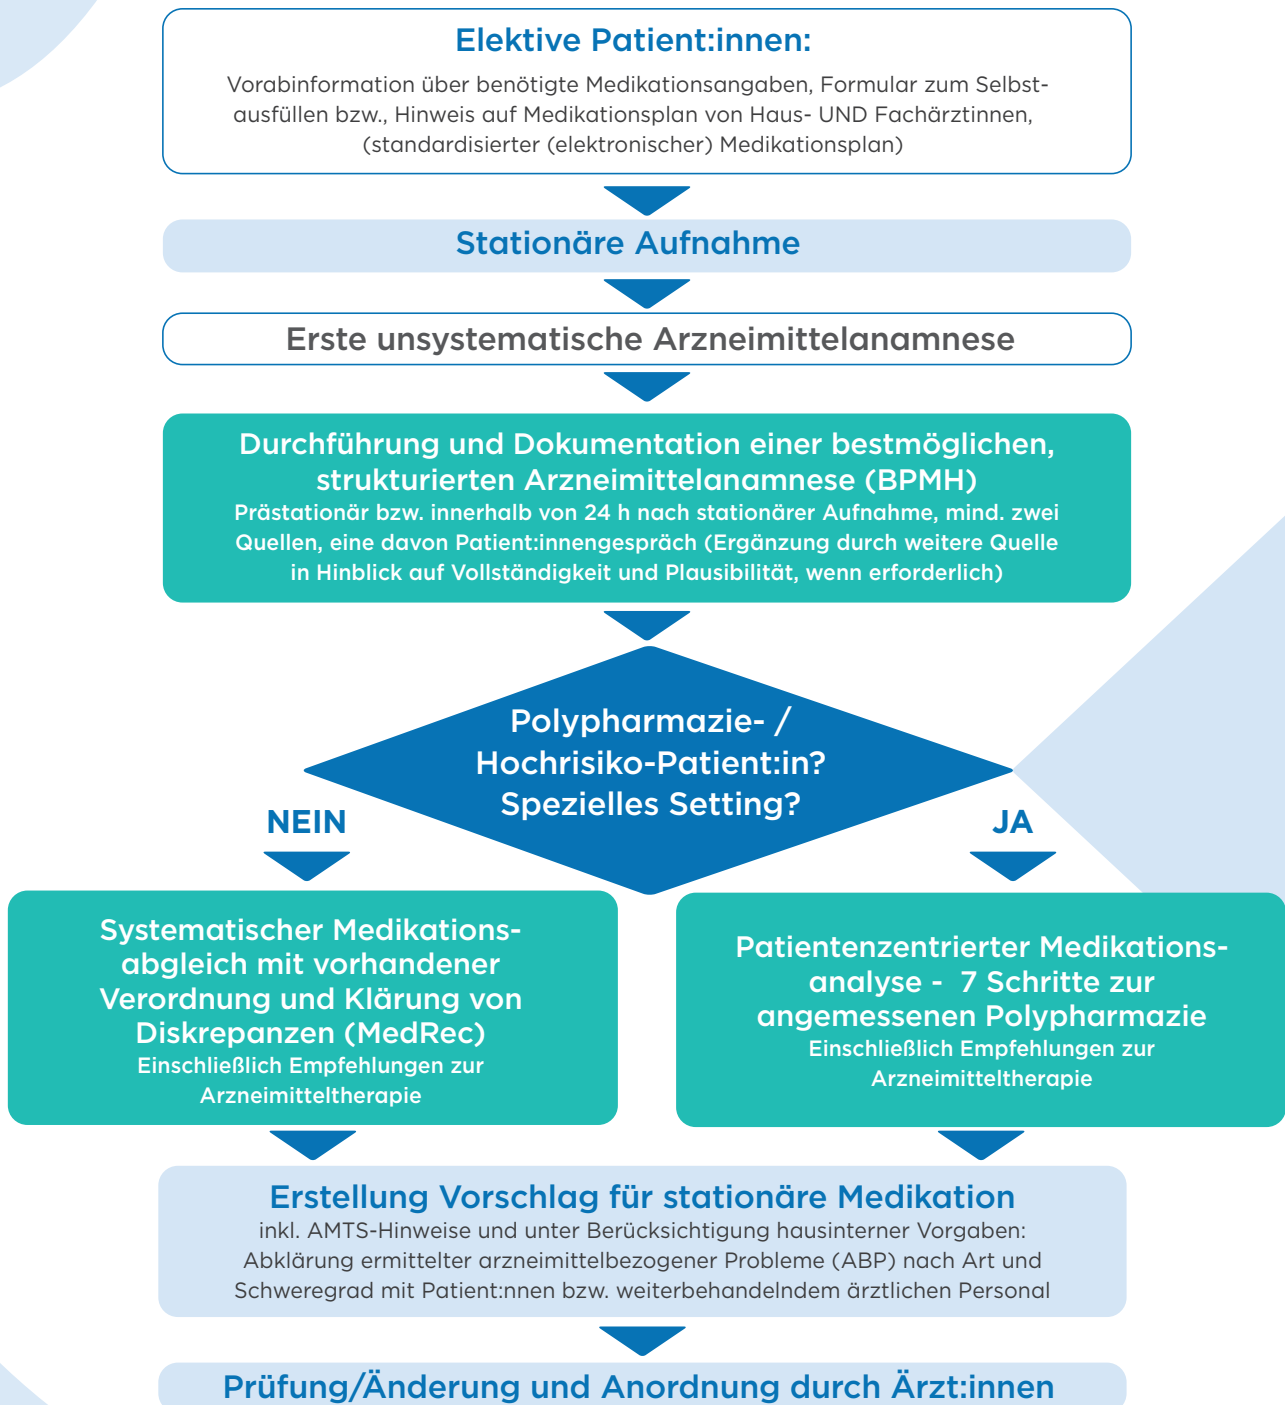 Elektive Patient:innen:
Vorabinformation über benötigte Medikationsangaben, Formular zum Selbst-
ausfüllen bzw., Hinweis auf Medikationsplan von Haus- UND Fachärztinnen,
(standardisierter (elektronischer) Medikationsplan)
Stationäre Aufnahme
Erste unsystematische Arzneimittelanamnese
Durchführung und Dokumentation einer bestmöglichen,
strukturierten Arzneimittelanamnese (BPMH)
Prästationär bzw. innerhalb von 24 h nach stationärer Aufnahme, mind. zwei
Quellen, eine davon Patient:innengespräch (Ergänzung durch weitere Quelle
in Hinblick auf Vollständigkeit und Plausibilität, wenn erforderlich)
Polypharmazie- /
Hochrisiko-Patient:in?
Spezielles Setting?
NEIN
JA
Systematischer Medikations-
abgleich mit vorhandener
Verordnung und Klärung von
Diskrepanzen (MedRec)
Einschließlich Empfehlungen zur
Arzneimitteltherapie
Patientenzentrierter Medikations-
analyse - 7 Schritte zur
angemessenen Polypharmazie
Einschließlich Empfehlungen zur
Arzneimitteltherapie
Erstellung Vorschlag für stationäre Medikation
inkl. AMTS-Hinweise und unter Berücksichtigung hausinterner Vorgaben:
Abklärung ermittelter arzneimittelbezogener Probleme (ABP) nach Art und
Schweregrad mit Patient:nnen bzw. weiterbehandelndem ärztlichen Personal
Prüfung/Änderung und Anordnung durch Ärzt:innen